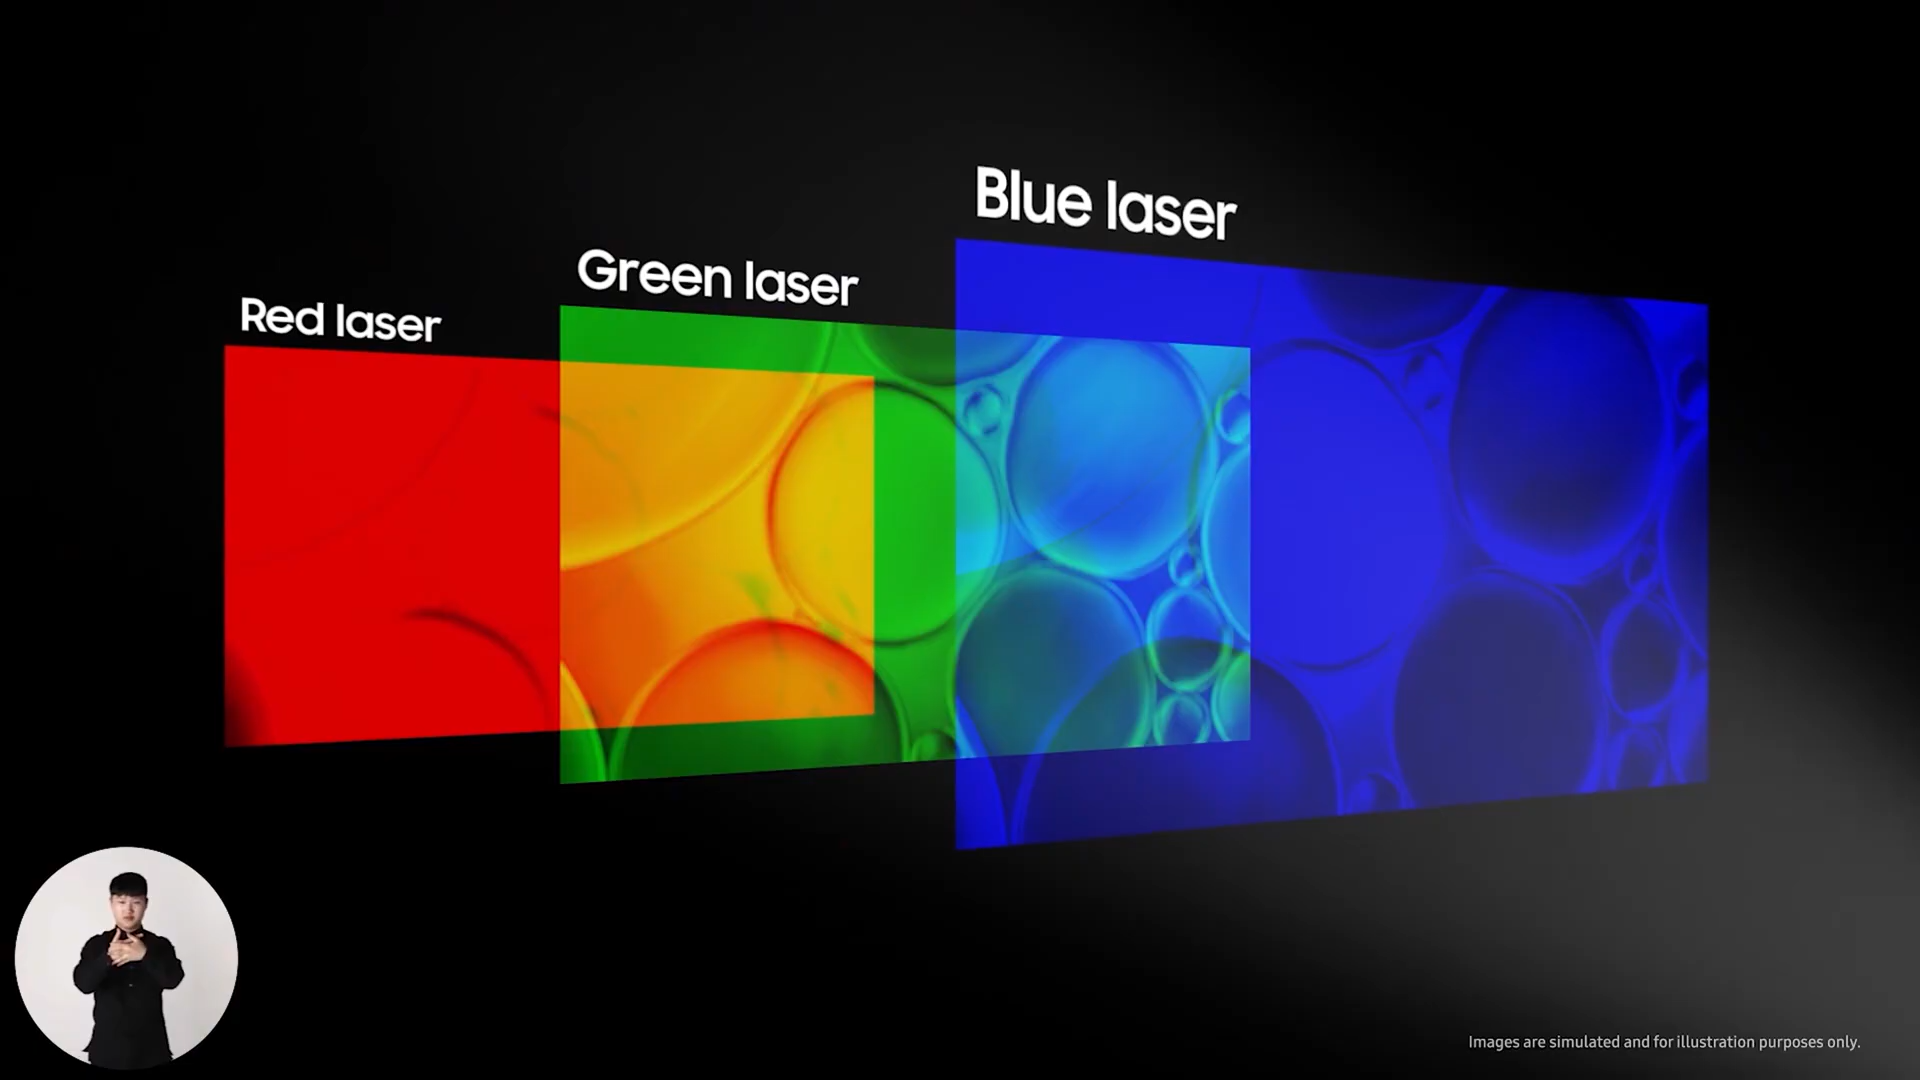 Red laser
Green laser
Blue laser
Images are simulated and for illustration purposes only.